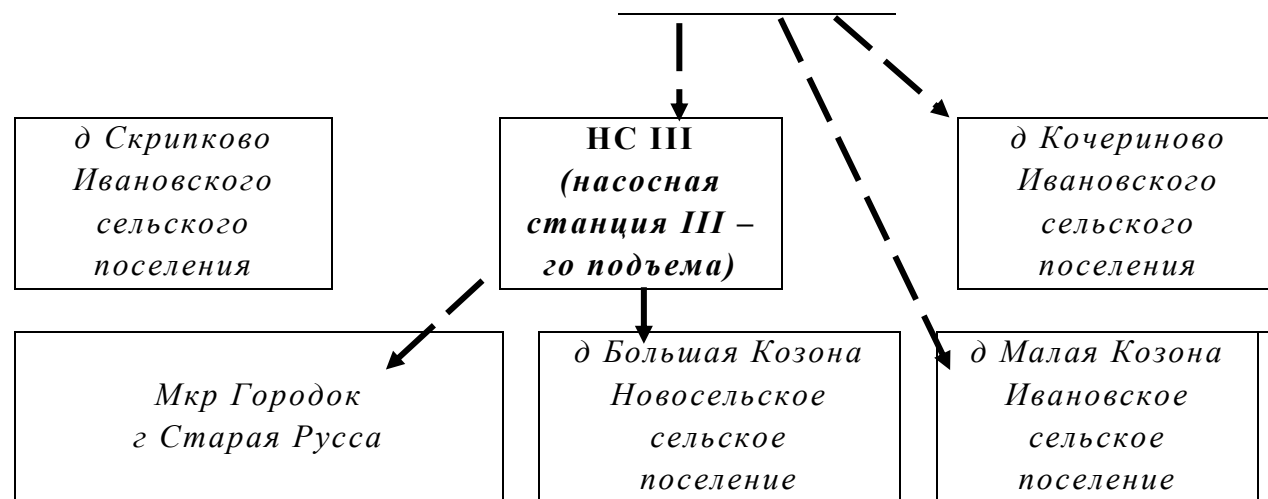 д Скрипково
Ивановского
сельского
поселения
НС III
(насосная
станция III –
го подъема)
д Кочериново
Ивановского
сельского
поселения
Мкр Городок
г Старая Русса
д Большая Козона
Новосельское
сельское
поселение
д Малая Козона
Ивановское
сельское
поселение